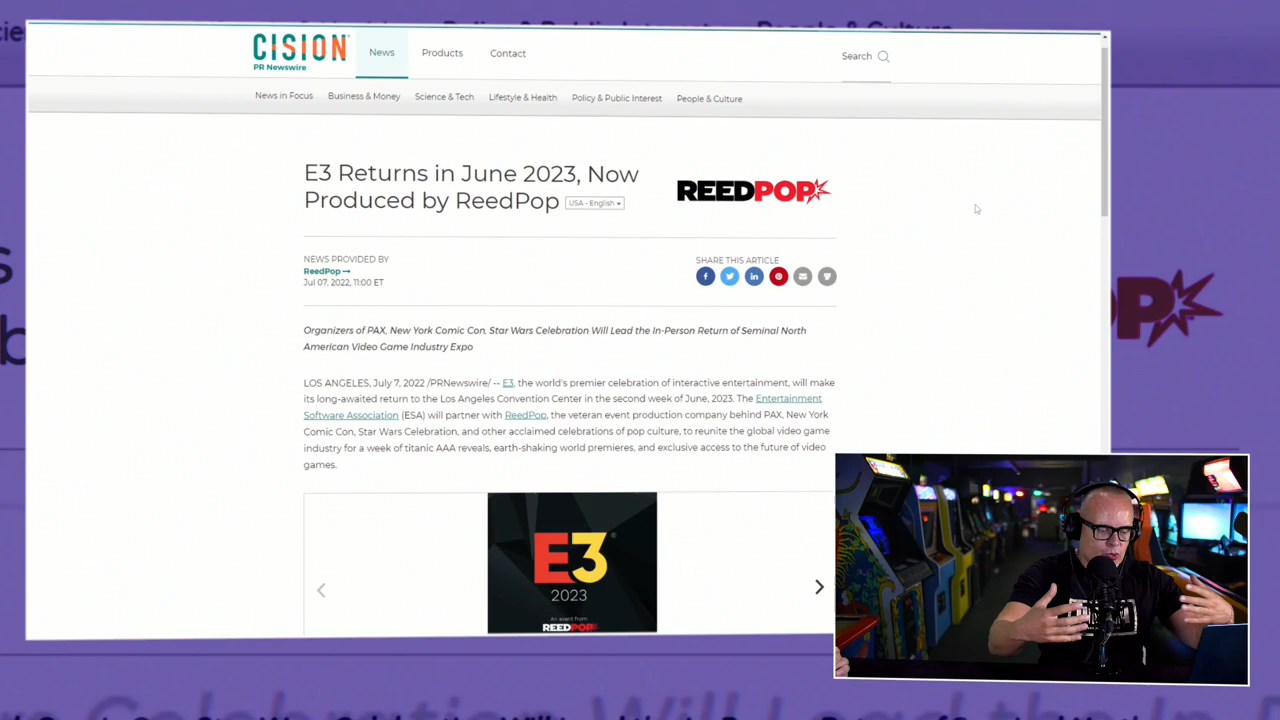 CISION
PR Newswire
News
Products
Contact
Search
News in Focus
Business & Money
Science & Tech
Lifestyle & Health
Policy & Public Interest
People & Culture
E3 Returns in June 2023, Now
Produced by ReedPop
USA - English
REEDPOP
NEWS PROVIDED BY
ReedPop
Jul 07, 2022, 11:00 ET
SHARE THIS ARTICLE
Organizers of PAX, New York Comic Con, Star Wars Celebration Will Lead the In-Person Return of Seminal North
American Video Game Industry Expo
LOS ANGELES, July 7, 2022 /PRNewswire/ -- E3, the world's premier celebration of interactive entertainment, will make
its long-awaited return to the Los Angeles Convention Center in the second week of June, 2023. The Entertainment
Software Association (ESA) will partner with ReedPop, the veteran event production company behind PAX, New York
Comic Con, Star Wars Celebration, and other acclaimed celebrations of pop culture, to reunite the global video game
industry for a week of titanic AAA reveals, earth-shaking world premieres, and exclusive access to the future of video
games.
E3
2023
An event from
REEDPOP